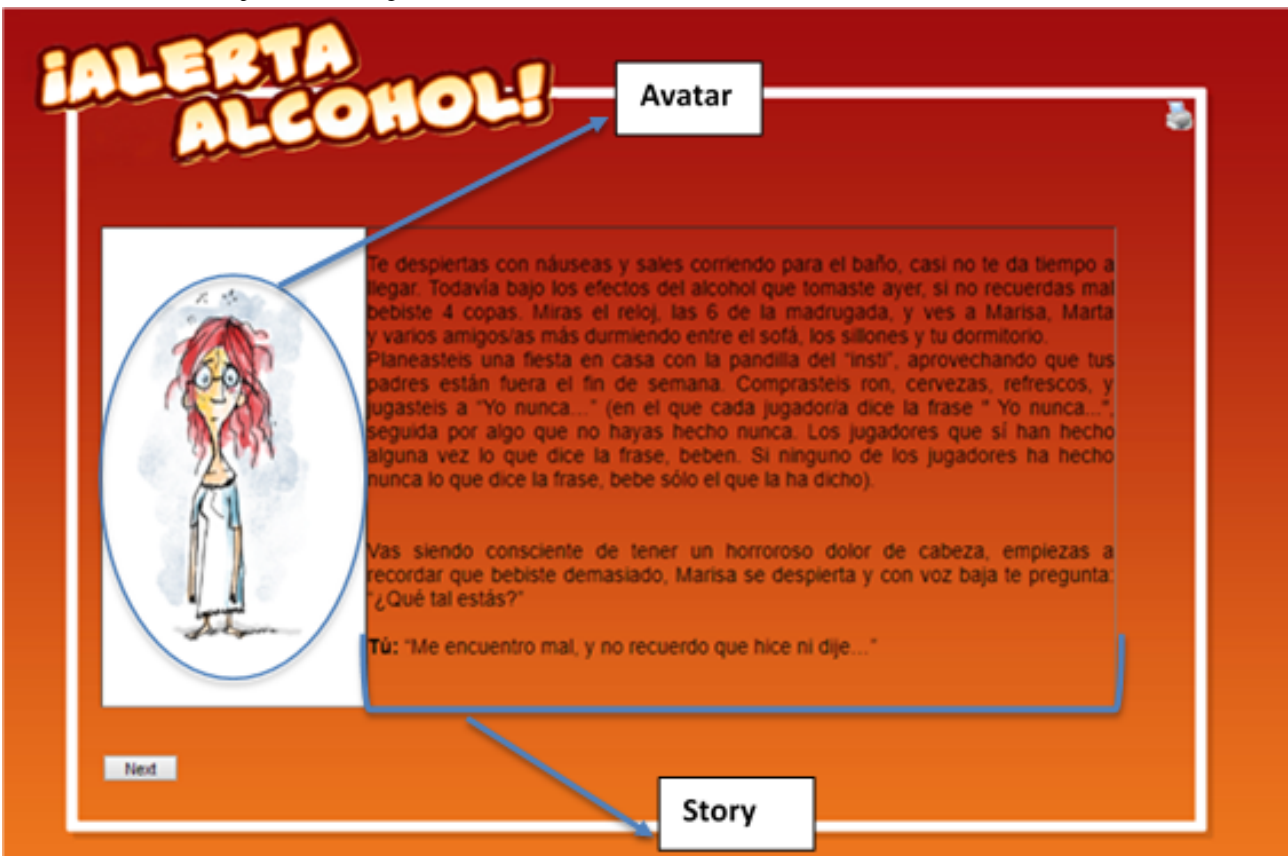 ¡ALERTA
ALCOHOL!
Avatar
Te despiertas con náuseas y sales corriendo para el baño, casi no te da tiempo a
llegar. Todavía bajo los efectos del alcohol que tomaste ayer, si no recuerdas mal
bebiste 4 copas. Miras el reloj, las 6 de la madrugada, y ves a Marisa, Marta
y varios amigos/as más durmiendo entre el sofá, los sillones y tu dormitorio.
Planeasteis una fiesta en casa con la pandilla del "insti", aprovechando que tus
padres están fuera el fin de semana. Comprasteis ron, cervezas, refrescos, y
jugasteis a "Yo nunca..." (en el que cada jugador/a dice la frase " Yo nunca...",
seguida por algo que no hayas hecho nunca. Los jugadores que sí han hecho
alguna vez lo que dice la frase, beben. Si ninguno de los jugadores ha hecho
nunca lo que dice la frase, bebe sólo el que la ha dicho).
Vas siendo consciente de tener un horroroso dolor de cabeza, empiezas a
recordar que bebiste demasiado, Marisa se despierta y con voz baja te pregunta:
"¿Qué tal estás?"
Tú: "Me encuentro mal, y no recuerdo que hice ni dije..."
Next
Story